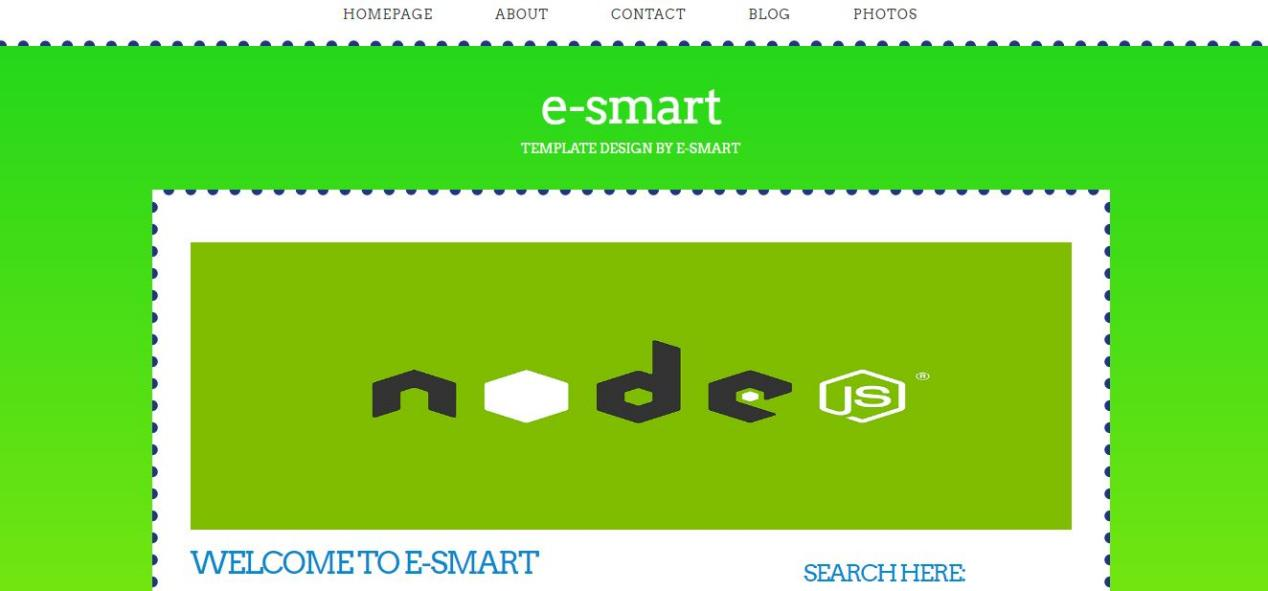 HOMEPAGE ABOUT CONTACT BLOG PHOTOS
e-smart
TEMPLATE DESIGN BY E-SMART
node JS ®
WELCOME TO E-SMART
SEARCH HERE: